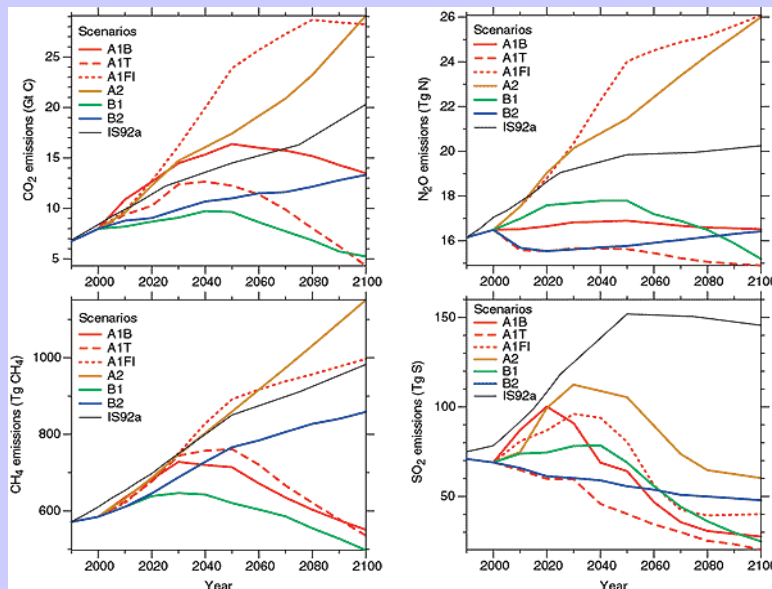 CO₂ emissions (Gt C)
30
25
20
15
10
5
Scenarios
A1B
A1T
A1FI
A2
B1
B2
IS92a
2000 2020 2040 2060 2080 2100
N₂O emissions (Tg N)
26
24
22
20
18
16
Scenarios
A1B
A1T
A1FI
A2
B1
B2
IS92a
2000 2020 2040 2060 2080 2100
CH₄ emissions (Tg CH₄)
1000
800
600
Scenarios
A1B
A1T
A1FI
A2
B1
B2
IS92a
2000 2020 2040 2060 2080 2100
Year
SO₂ emissions (Tg S)
150
100
50
Scenarios
A1B
A1T
A1FI
A2
B1
B2
IS92a
2000 2020 2040 2060 2080 2100
Year